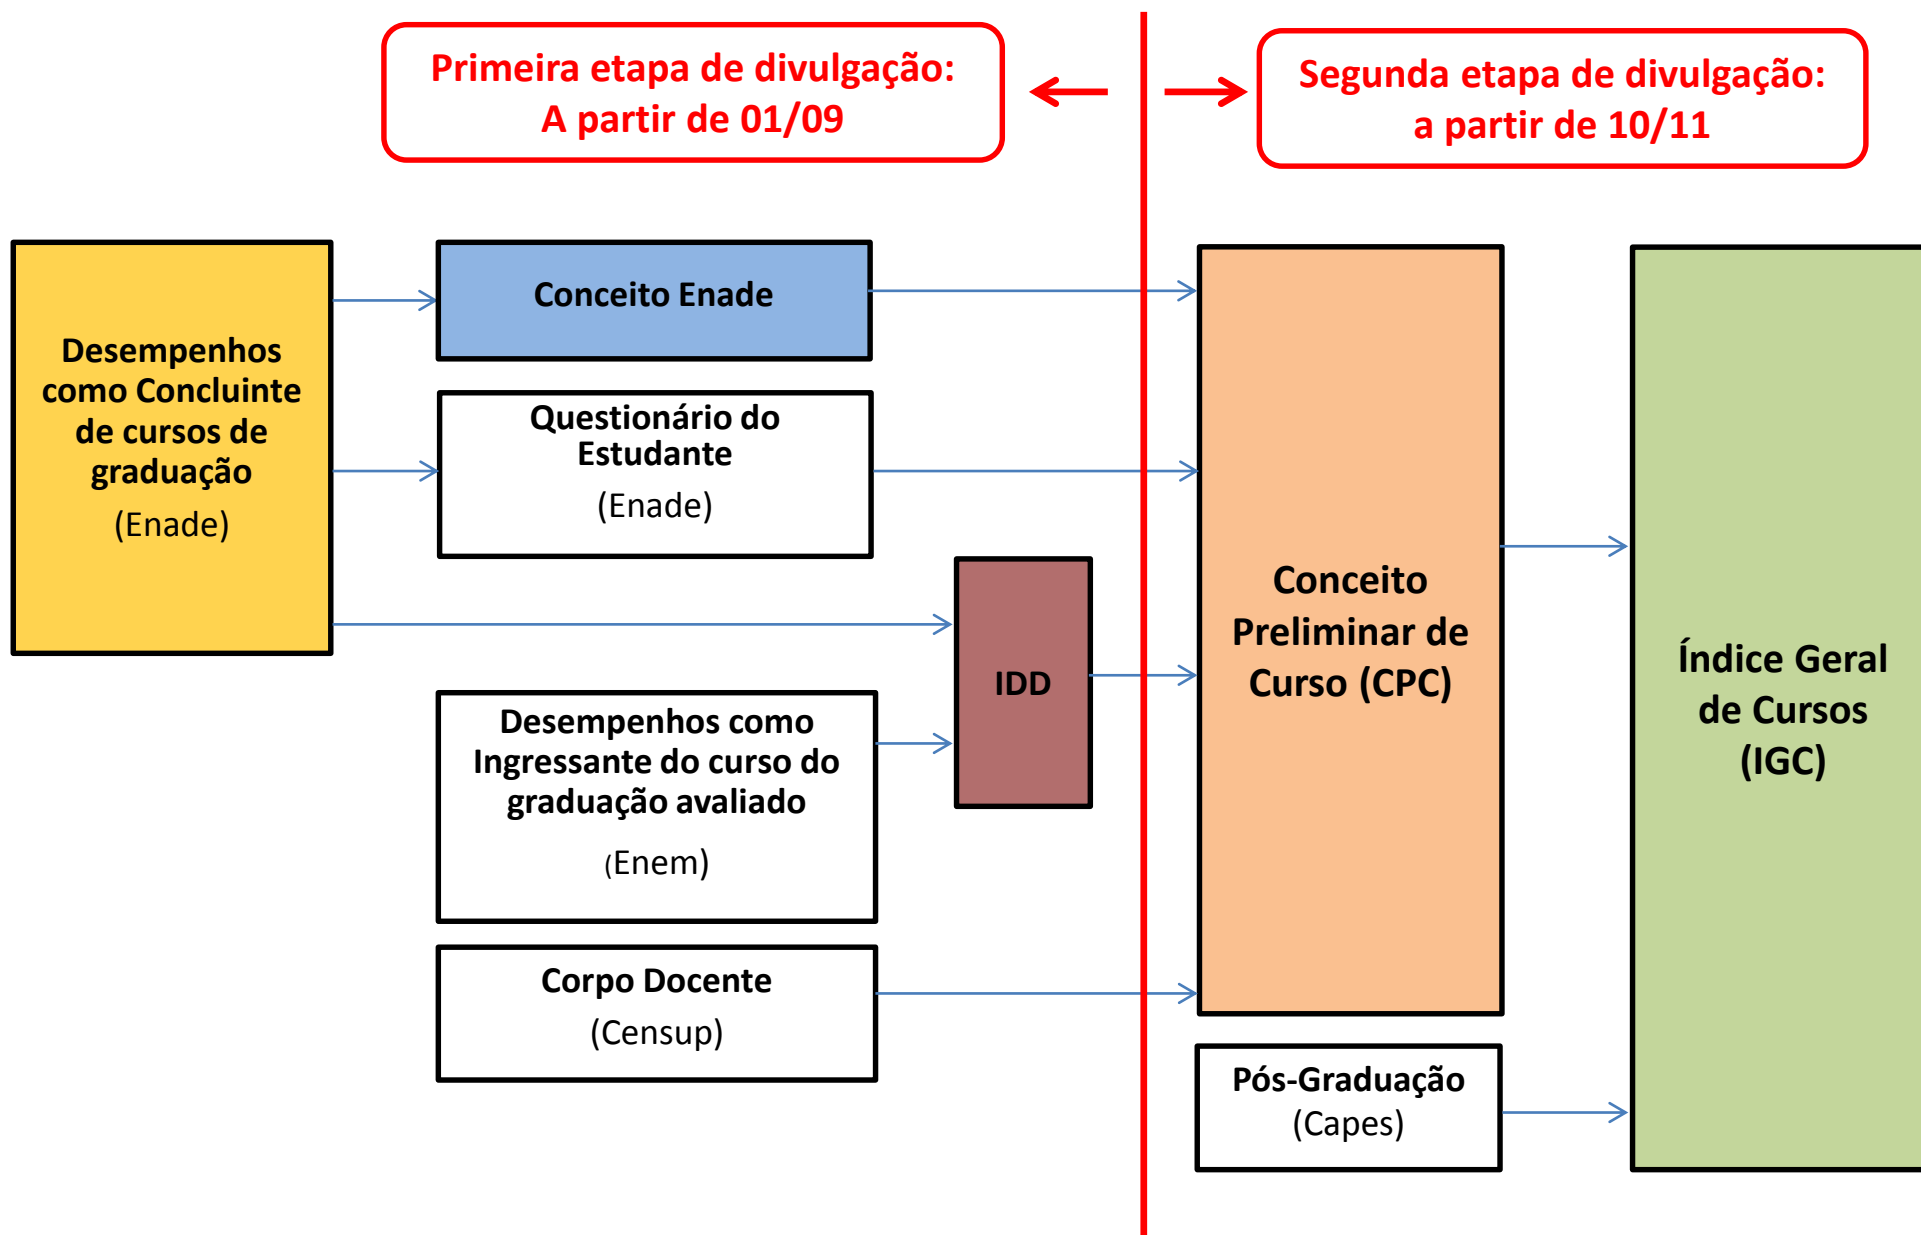 Primeira etapa de divulgação:
A partir de 01/09
Segunda etapa de divulgação:
a partir de 10/11
Desempenhos
como Concluinte
de cursos de
graduação
(Enade)
Conceito Enade
Questionário do
Estudante
(Enade)
IDD
Desempenhos como
Ingressante do curso do
graduação avaliado
(Enem)
Corpo Docente
(Censup)
Conceito
Preliminar de
Curso (CPC)
Pós-Graduação
(Capes)
Índice Geral
de Cursos
(IGC)